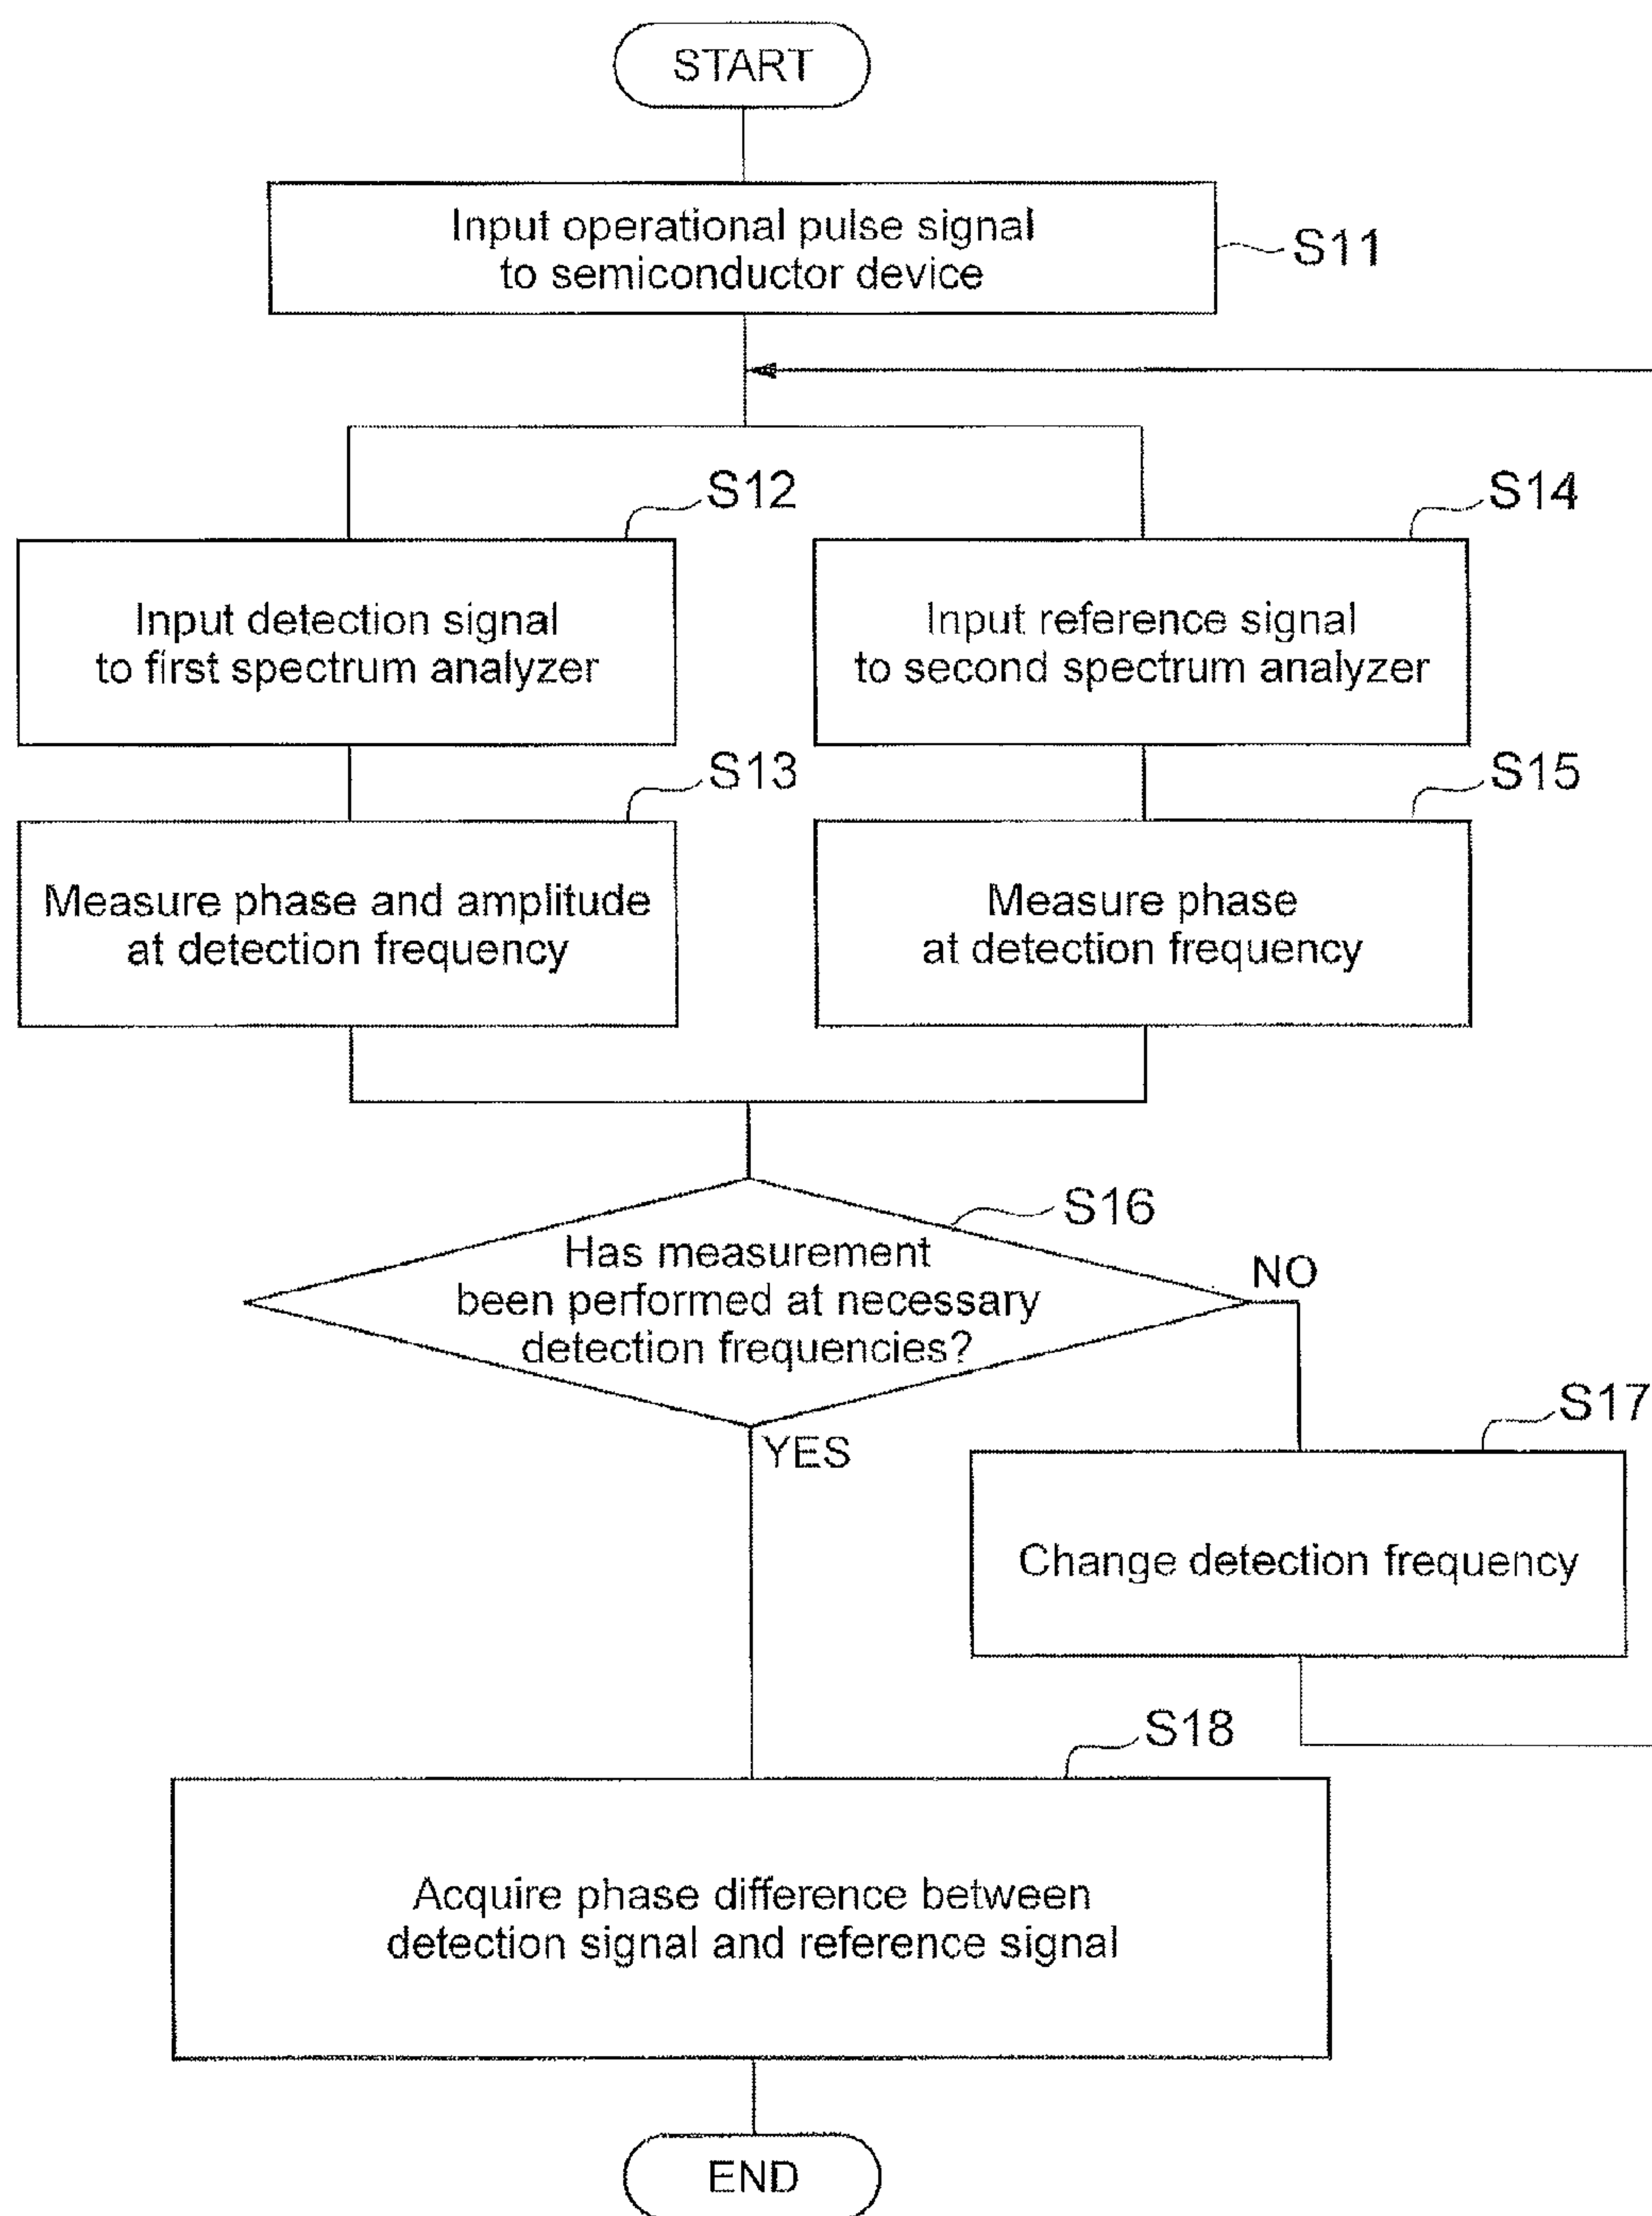 START
Input operational pulse signal
to semiconductor device
S11
S12
S14
Input detection signal
to first spectrum analyzer
Input reference signal
to second spectrum analyzer
S13
S15
Measure phase and amplitude
at detection frequency
Measure phase
at detection frequency
S16
Has measurement
been performed at necessary
detection frequencies?
NO
YES
S17
Change detection frequency
S18
Acquire phase difference between
detection signal and reference signal
END